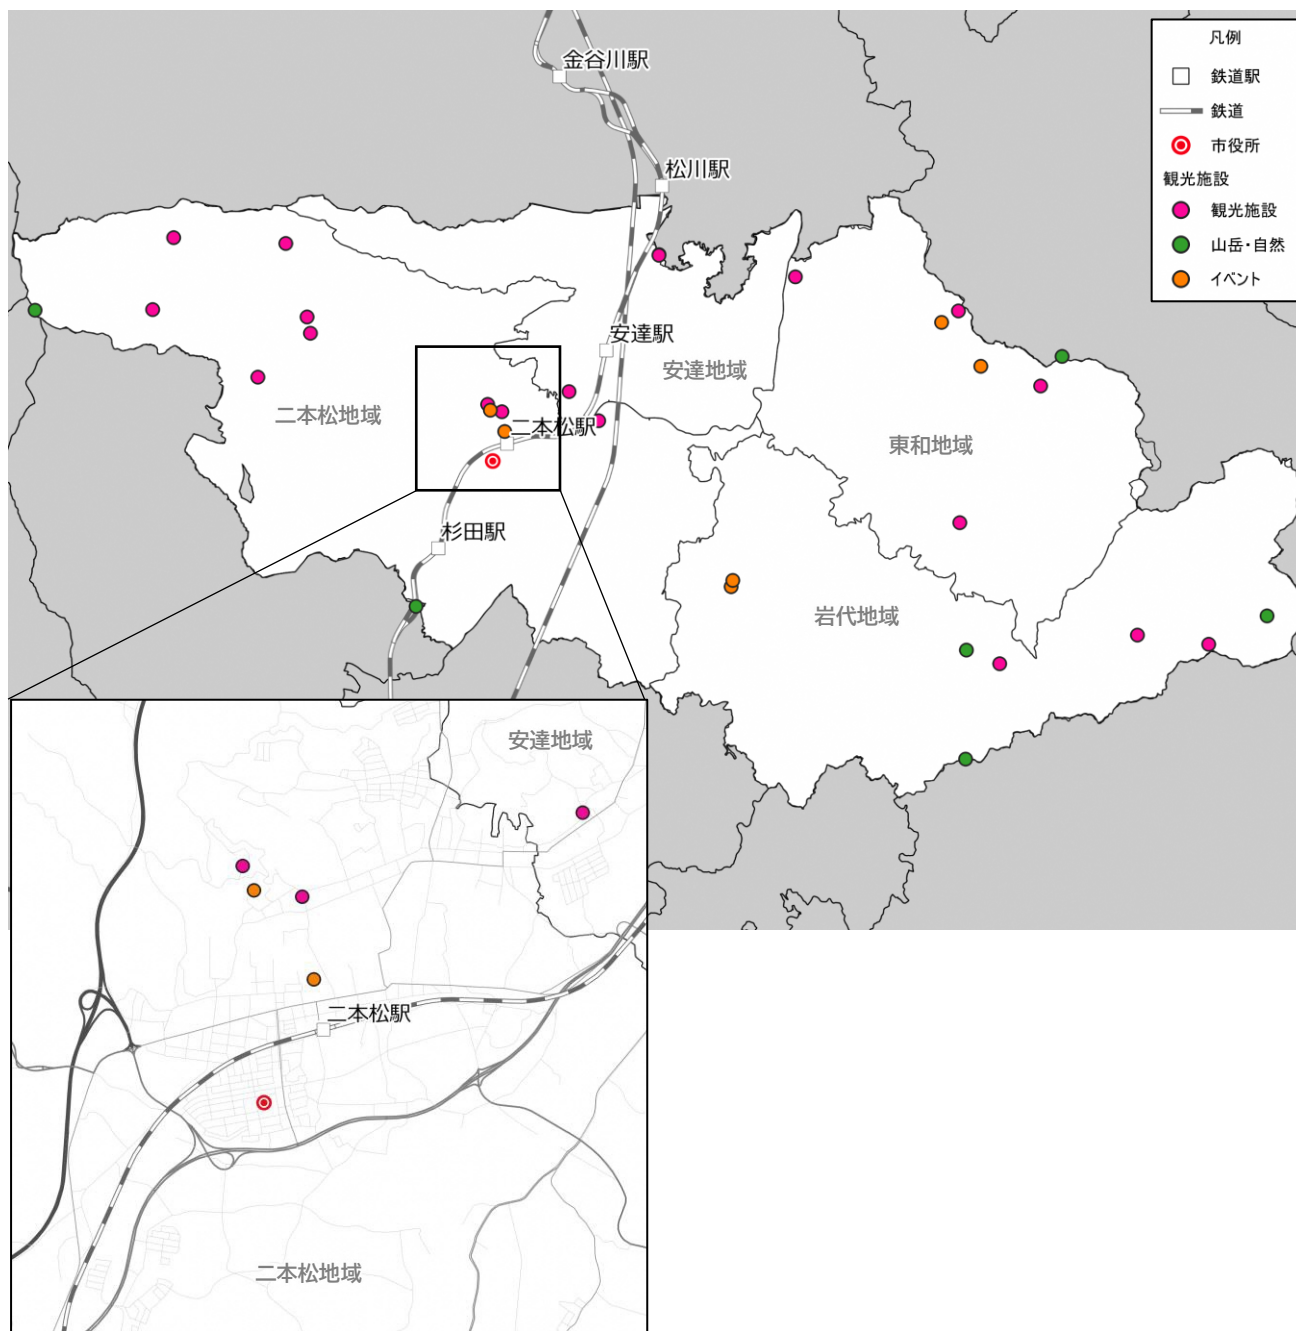 金谷川駅
松川駅
凡例
鉄道駅
鉄道
市役所
観光施設
観光施設
山岳・自然
イベント
安達駅
安達地域
二本松地域
二本松駅
東和地域
杉田駅
岩代地域
安達地域
二本松駅
二本松地域